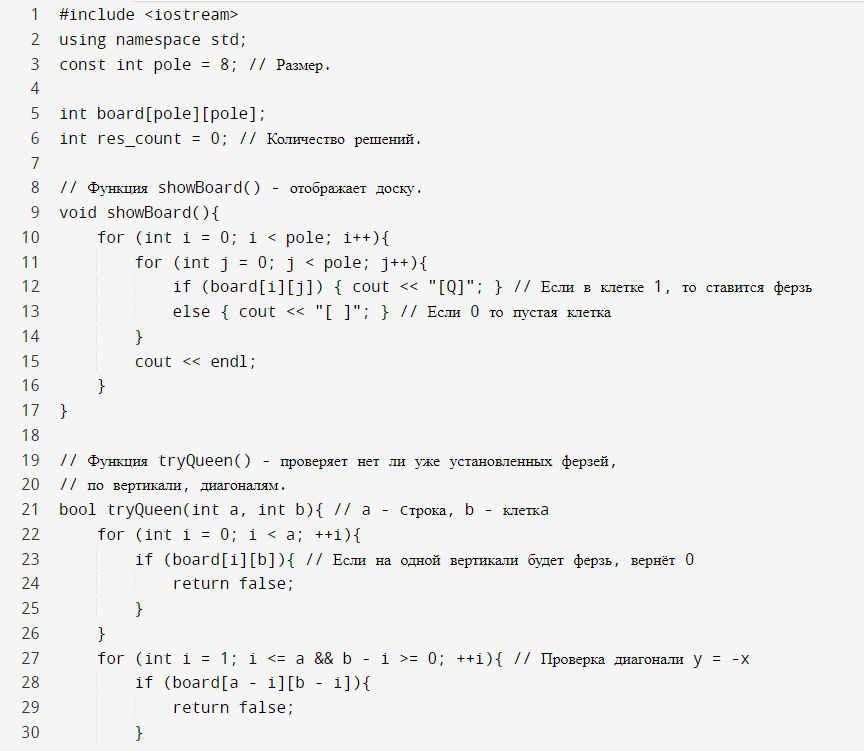 1 #include <iostream>
2 using namespace std;
3 const int pole = 8; // Размер.
4
5 int board[pole][pole];
6 int res_count = 0; // Количество решений.
7
8 // Функция showBoard() - отображает доску.
9 void showBoard(){
10     for (int i = 0; i < pole; i++){
11         for (int j = 0; j < pole; j++){
12             if (board[i][j]) { cout << "[Q]"; } // Если в клетке 1, то ставится ферзь
13             else { cout << "[ ]"; } // Если 0 то пустая клетка
14         }
15         cout << endl;
16     }
17 }
18
19 // Функция tryQueen() - проверяет нет ли уже установленных ферзей,
20 // по вертикали, диагоналям.
21 bool tryQueen(int a, int b){ // a - cтрока, b - клеткa
22     for (int i = 0; i < a; ++i){
23         if (board[i][b]){ // Если на одной вертикали будет ферзь, вернёт 0
24             return false;
25         }
26     }
27     for (int i = 1; i <= a && b - i >= 0; ++i){ // Проверка диагонали y = -x
28         if (board[a - i][b - i]){
29             return false;
30         }